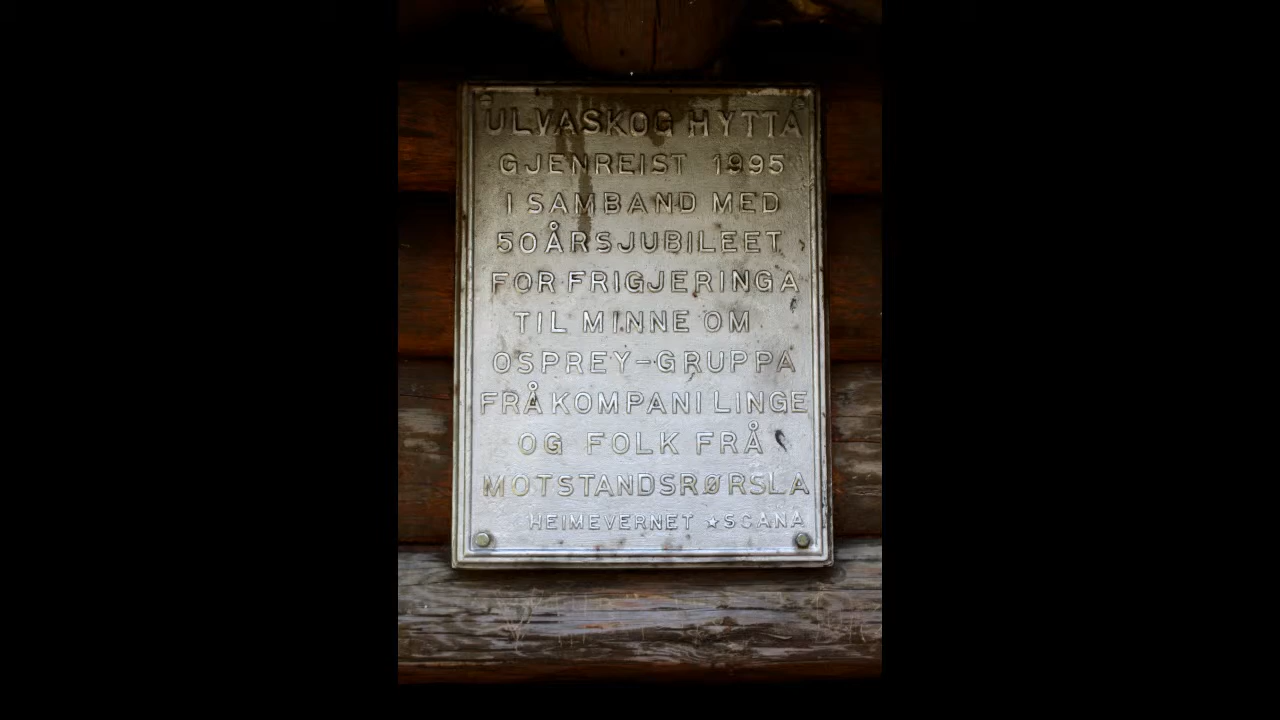 ULVASKOG HYTTA
GJENREIST 1995
I SAMBAND MED
50ÅRSJUBILEET
FOR FRIGJERINGA
TIL MINNE OM
OSPREY-GRUPPA
FRÅ KOMPANI LINGE
OG FOLK FRÅ
MOTSTANDSRØRSLA
HEIMEVERNET ☆SCANA